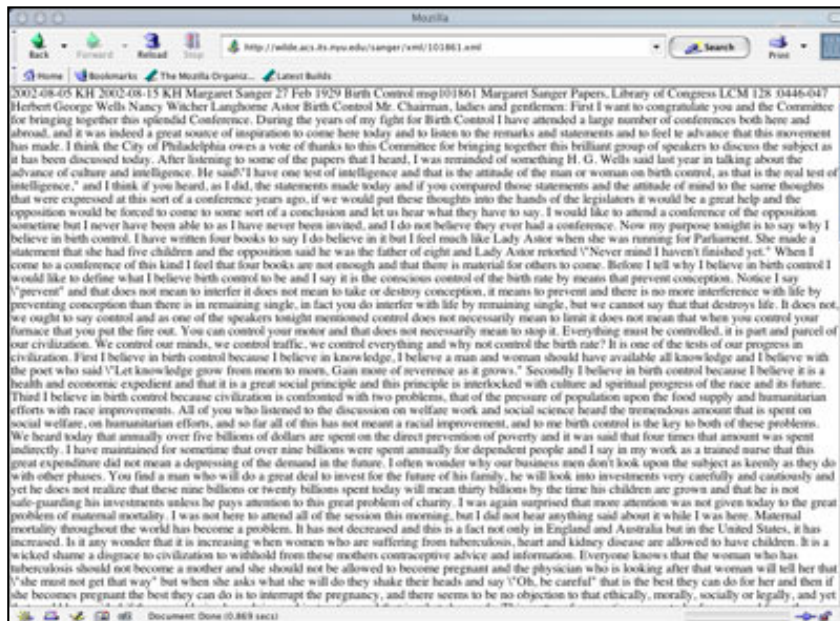 Mozilla
Back Forward Reload Stop http://wilde.acs.its.nyu.edu/sanger/xml/101861.xml Search Print
Home Bookmarks The Mozilla Organiz... Latest Builds
2002-08-05 KH 2002-08-15 KH Margaret Sanger 27 Feb 1929 Birth Control msp101861 Margaret Sanger Papers, Library of Congress LCM 128 :0446-047
Herbert George Wells Nancy Witcher Langhorne Astor Birth Control Mr. Chairman, ladies and gentlemen: First I want to congratulate you and the Committee
for bringing together this splendid Conference. During the years of my fight for Birth Control I have attended a large number of conferences both here and
abroad, and it was indeed a great source of inspiration to come here today and to listen to the remarks and statements and to feel te advance that this movement
has made. I think the City of Philadelphia owes a vote of thanks to this Committee for bringing together this brilliant group of speakers to discuss the subject as
it has been discussed today. After listening to some of the papers that I heard, I was reminded of something H. G. Wells said last year in talking about the
advance of culture and intelligence. He said\"I have one test of intelligence and that is the attitude of the man or woman on birth control, as that is the real test of
intelligence," and I think if you heard, as I did, the statements made today and if you compared those statements and the attitude of mind to the same thoughts
that were expressed at this sort of a conference years ago, if we would put these thoughts into the hands of the legislators it would be a great help and the
opposition would be forced to come to some sort of a conclusion and let us hear what they have to say. I would like to attend a conference of the opposition
sometime but I never have been able to as I have never been invited, and I do not believe they ever had a conference. Now my purpose tonight is to say why I
believe in birth control. I have written four books to say I do believe in it but I feel much like Lady Astor when she was running for Parliament. She made a
statement that she had five children and the opposition said he was the father of eight and Lady Astor retorted \"Never mind I haven't finished yet." When I
come to a conference of this kind I feel that four books are not enough and that there is material for others to come. Before I tell why I believe in birth control I
would like to define what I believe birth control to be and I say it is the conscious control of the birth rate by means that prevent conception. Notice I say
\"prevent" and that does not mean to interfer it does not mean to take or destroy conception, it means to prevent and there is no more interference with life by
preventing conception than there is in remaining single, in fact you do interfer with life by remaining single, but we cannot say that that destroys life. It does not
we ought to say control and as one of the speakers tonight mentioned control does not necessarily mean to limit it does not mean that when you control your
furnace that you put the fire out. You can control your motor and that does not necessarily mean to stop it. Everything must be controlled, it is part and parcel of
our civilization. We control our minds, we control traffic, we control everything and why not control the birth rate? It is one of the tests of our progress in
civilization. First I believe in birth control because I believe in knowledge, I believe a man and woman should have available all knowledge and I believe with
the poet who said \"Let knowledge grow from morn to morn, Gain more of reverence as it grows." Secondly I believe in birth control because I believe it is a
health and economic expedient and that it is a great social principle and this principle is interlocked with culture ad spiritual progress of the race and its future.
Third I believe in birth control because civilization is confronted with two problems, that of the pressure of population upon the food supply and humanitarian
efforts with race improvements. All of you who listened to the discussion on welfare work and social science heard the tremendous amount that is spent on
social welfare, on humanitarian efforts, and so far all of this has not meant a racial improvement, and to me birth control is the key to both of these problems.
We heard today that annually over five billions of dollars are spent on the direct prevention of poverty and it was said that four times that amount was spent
indirectly. I have maintained for sometime that over nine billions were spent annually for dependent people and I say in my work as a trained nurse that this
great expenditure did not mean a depressing of the demand in the future. I often wonder why our business men don't look upon the subject as keenly as they do
with other phases. You find a man who will do a great deal to invest for the future of his family, he will look into investments very carefully and cautiously and
yet he does not realize that these nine billions or twenty billions spent today will mean thirty billions by the time his children are grown and that he is not
safe-guarding his investments unless he pays attention to this great problem of charity. I was again surprised that more attention was not given today to the great
problem of maternal mortality. I was not here to attend all of the session this morning, but I did not hear anything said about it while I was here. Maternal
mortality throughout the world has become a problem. It has not decreased and this is a fact not only in England and Australia but in the United States, it has
increased. Is it any wonder that it is increasing when women who are suffering from tuberculosis, heart and kidney disease are allowed to have children. It is a
wicked shame a disgrace to civilization to withhold from these mothers contraceptive advice and information. Everyone knows that the woman who has
tuberculosis should not become a mother and she should not be allowed to become pregnant and the physician who is looking after that woman will tell her that
\"she must not get that way" but when she asks what she will do they shake their heads and say \"Oh, be careful" that is the best they can do for her and then if
she becomes pregnant the best they can do is to interrupt the pregnancy, and there seems to be no objection to that ethically, morally, socially or legally, and yet
Document: Done (0.869 secs)